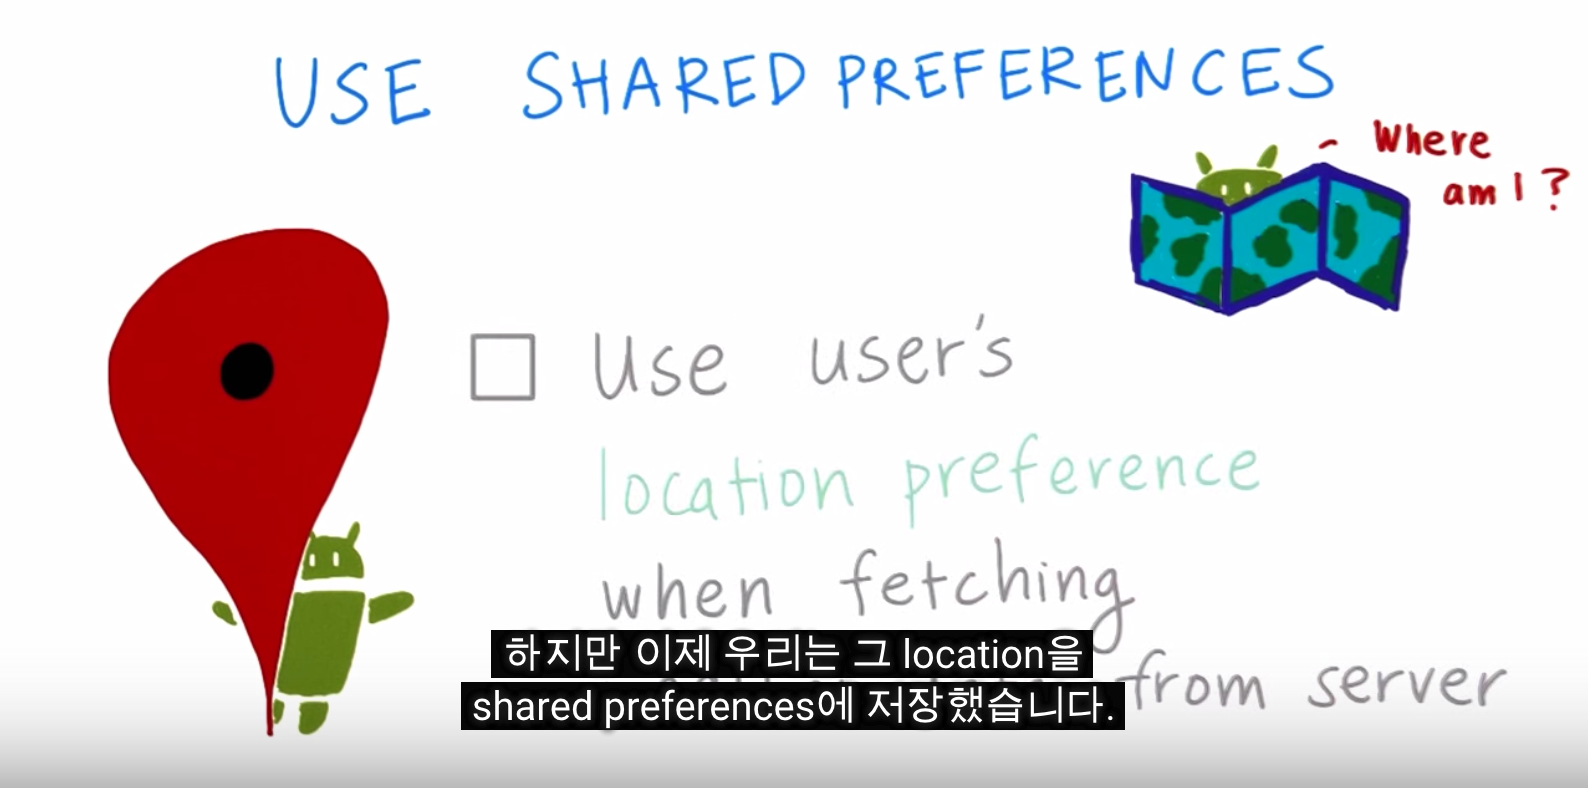 USE SHARED PREFERENCES
Where
am I?
Use user's
location preference
when fetching
from server
하지만 이제 우리는 그 location을
shared preferences에 저장했습니다.